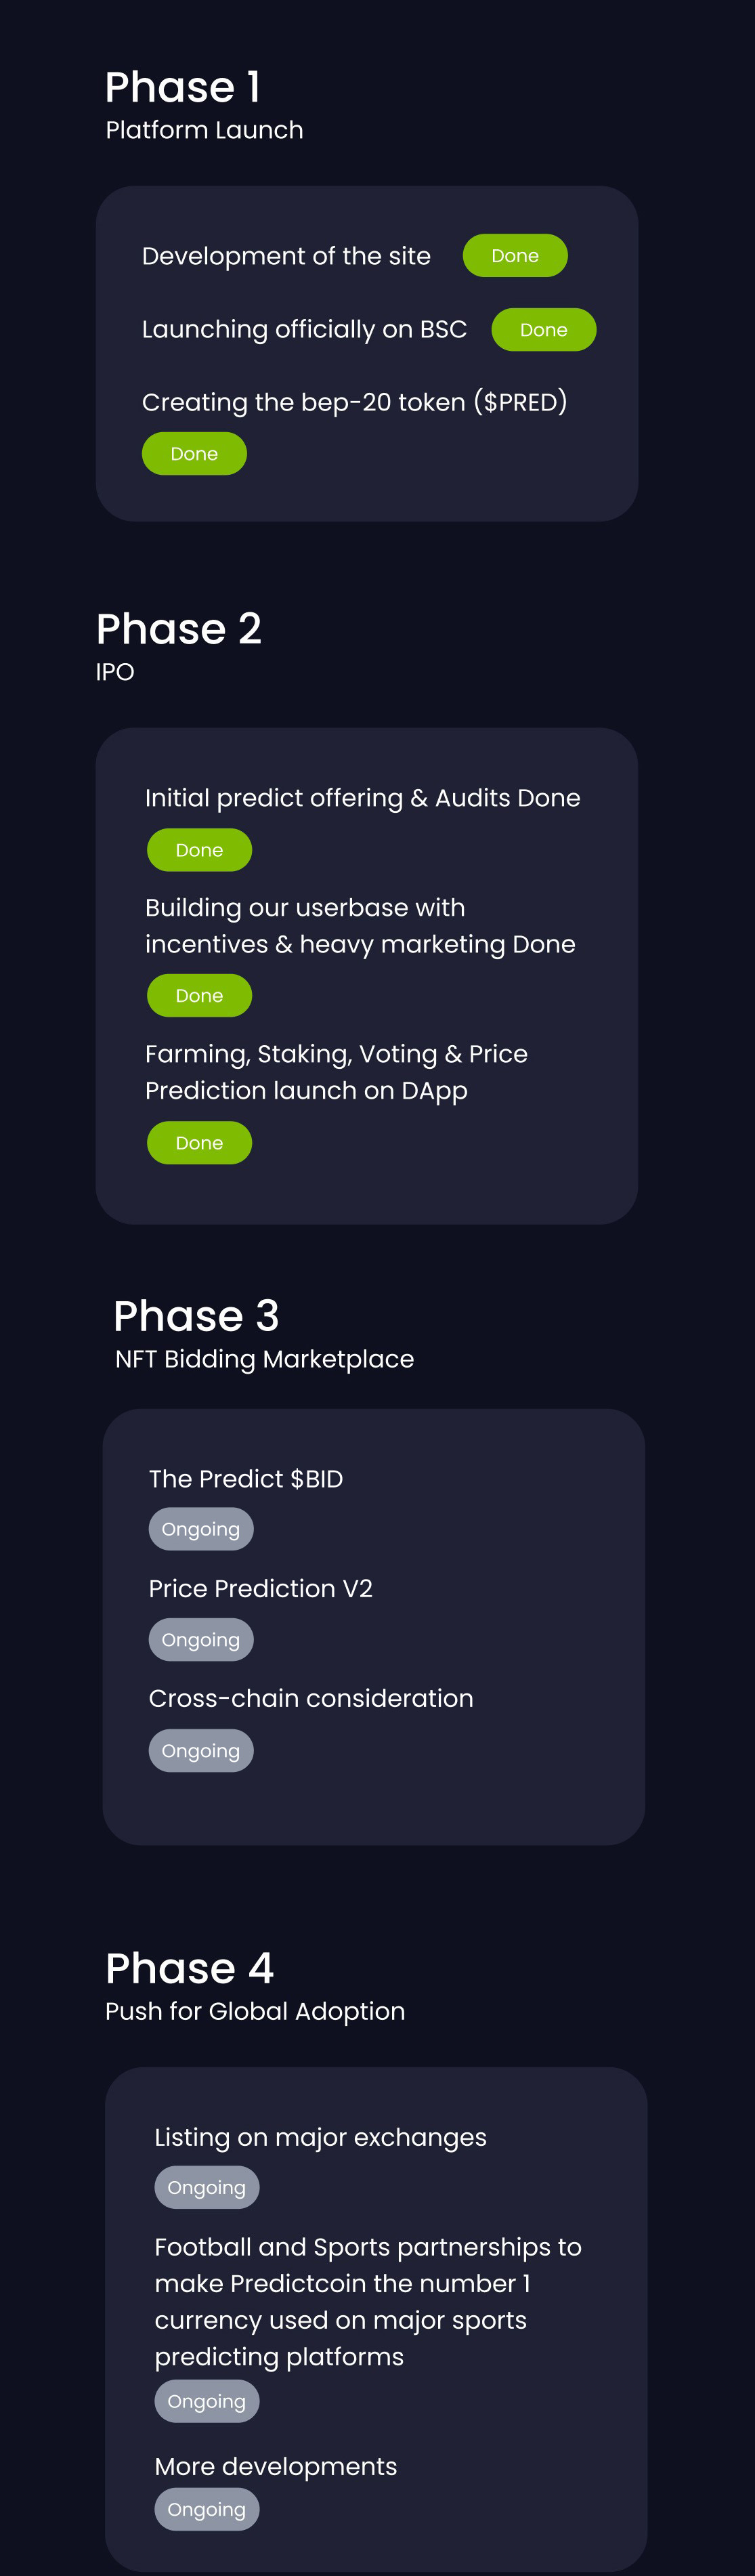 Phase 1
Platform Launch
Development of the site Done
Launching officially on BSC Done
Creating the bep-20 token ($PRED)
Done
Phase 2
IPO
Initial predict offering & Audits Done
Done
Building our userbase with
incentives & heavy marketing Done
Done
Farming, Staking, Voting & Price
Prediction launch on DApp
Done
Phase 3
NFT Bidding Marketplace
The Predict $BID
Ongoing
Price Prediction V2
Ongoing
Cross-chain consideration
Ongoing
Phase 4
Push for Global Adoption
Listing on major exchanges
Ongoing
Football and Sports partnerships to
make Predictcoin the number 1
currency used on major sports
predicting platforms
Ongoing
More developments
Ongoing